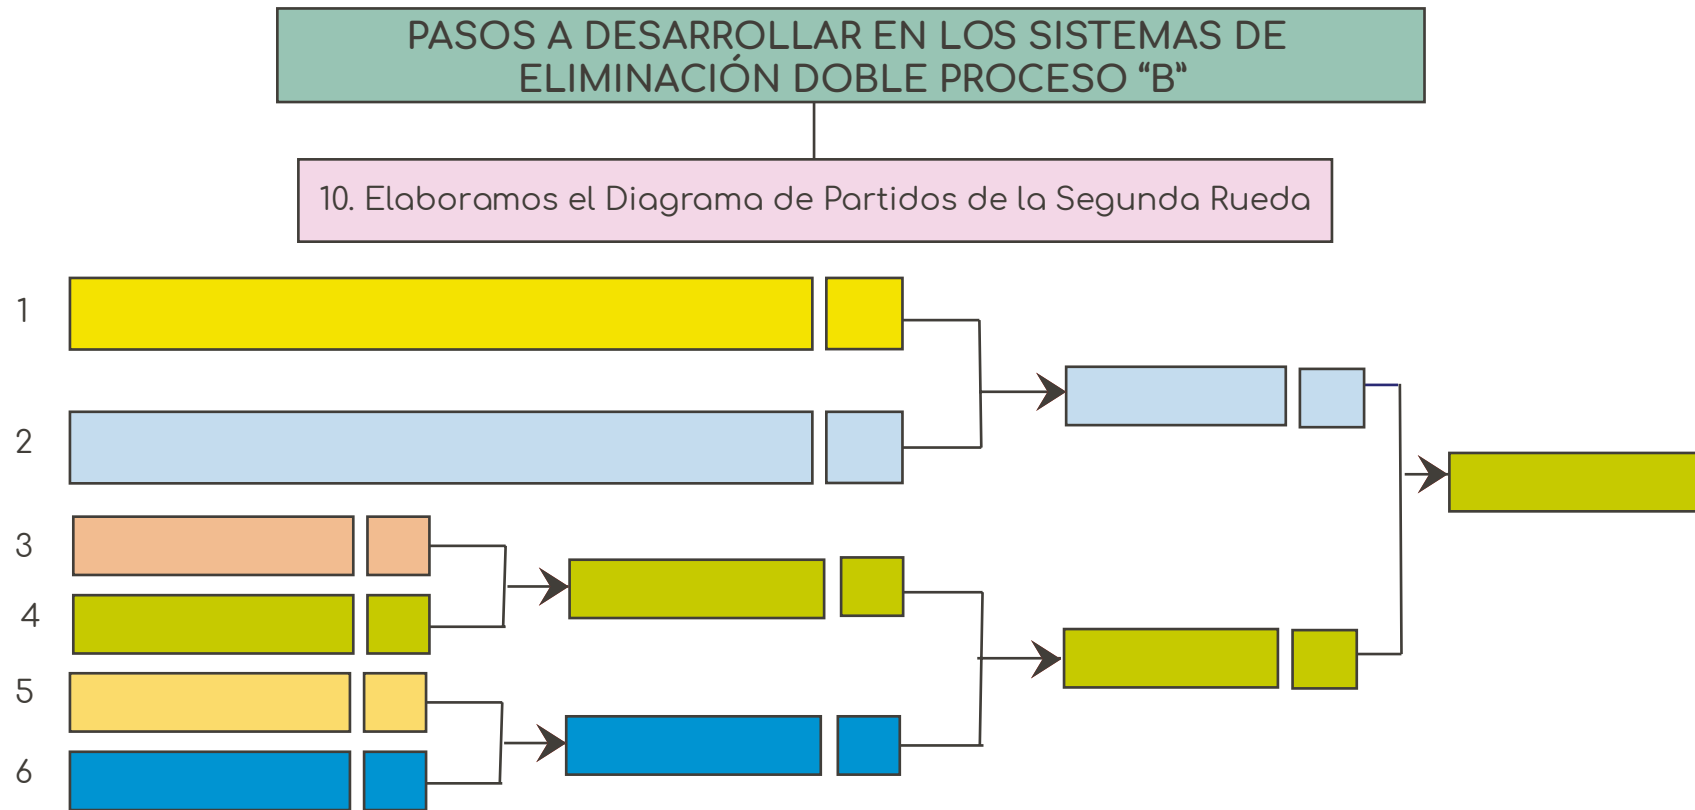 PASOS A DESARROLLAR EN LOS SISTEMAS DE
ELIMINACIÓN DOBLE PROCESO “B”
10. Elaboramos el Diagrama de Partidos de la Segunda Rueda
1
2
3
4
5
6